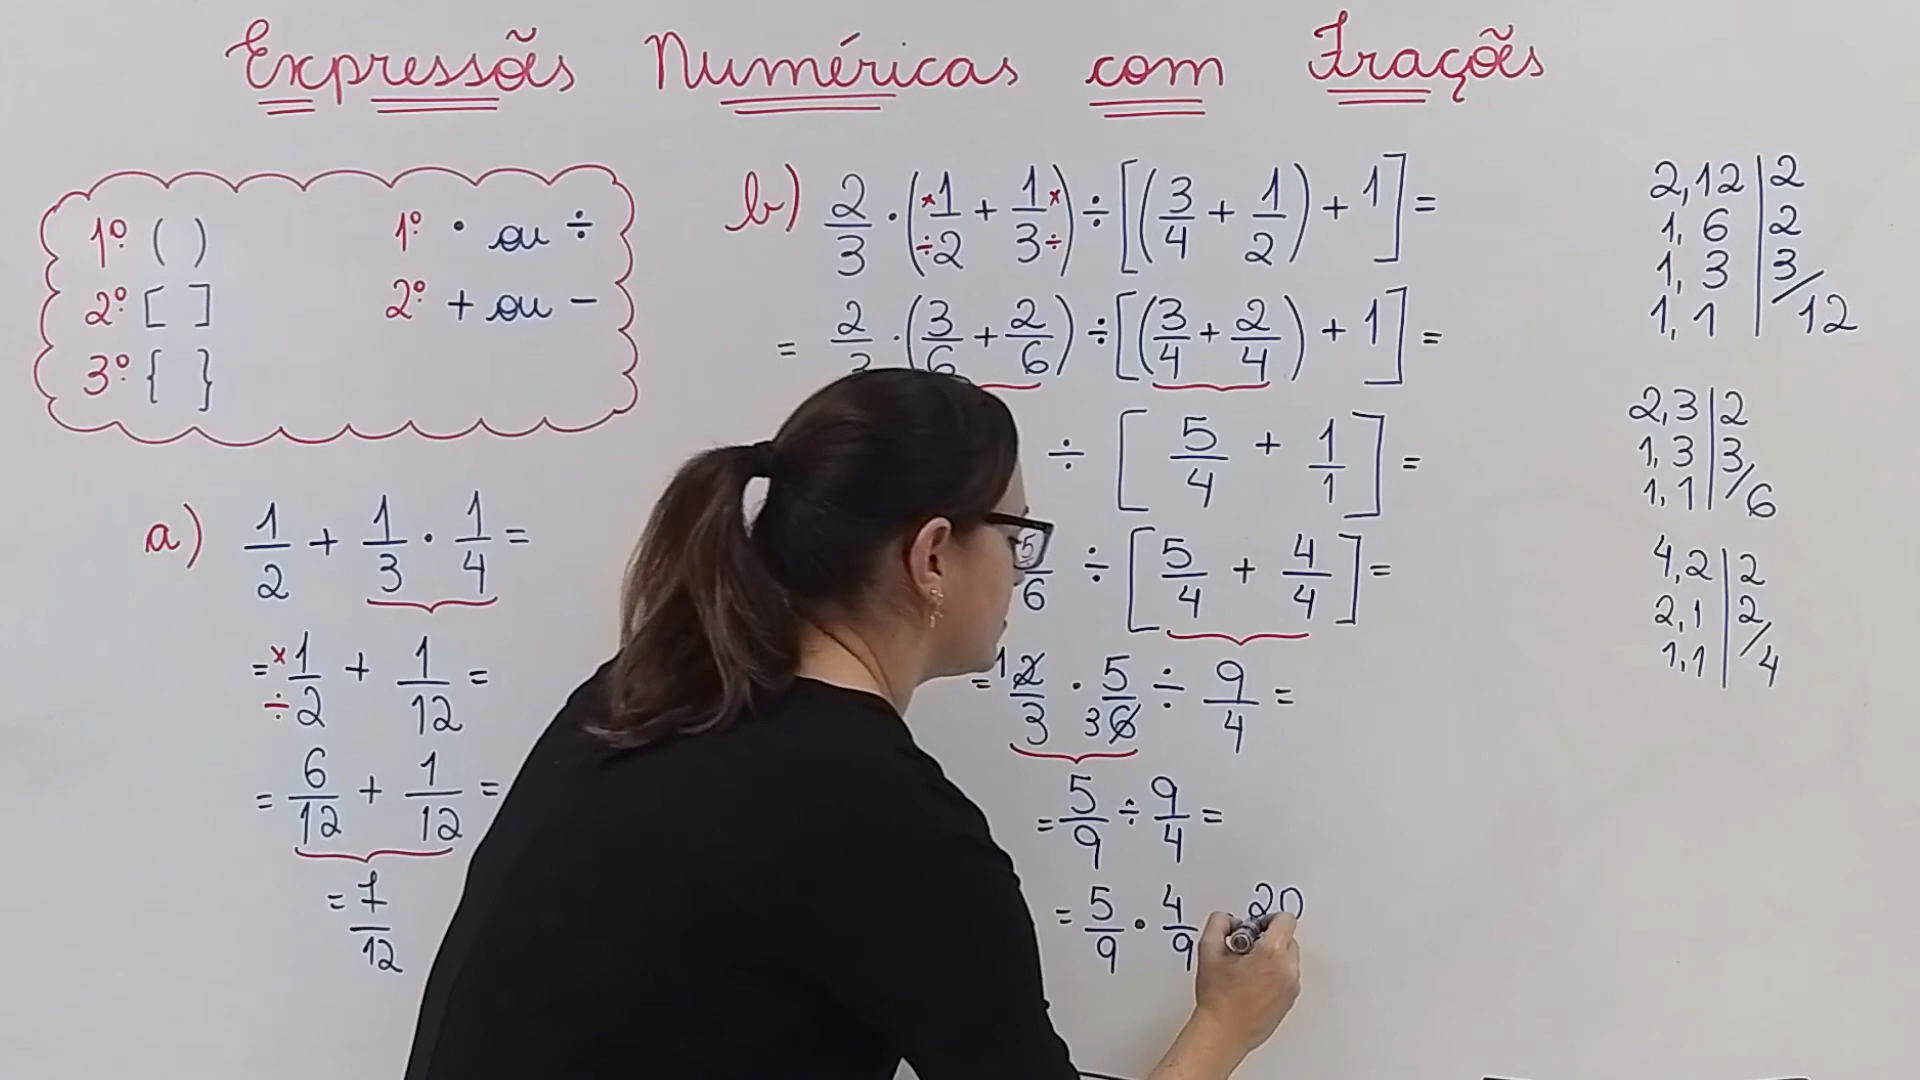 Expressões Numéricas com Frações
1º ( ) 1º · ou ÷
2º [ ] 2º + ou −
3º { }
a) 1/2 + 1/3 · 1/4 =
= ×1/÷2 + 1/12 =
= 6/12 + 1/12 =
= 7/12
b) 2/3 · (×1/÷2 + 1×/3÷) ÷ [(3/4 + 1/2) + 1] =
= 2/3 · (3/6 + 2/6) ÷ [(3/4 + 2/4) + 1] =
÷ [5/4 + 1/1] =
5/6 ÷ [5/4 + 4/4] =
= 1 2/3 · 5/3 6 ÷ 9/4 =
= 5/9 ÷ 9/4 =
= 5/9 · 4/9 20
2,12 | 2
1, 6 | 2
1, 3 | 3
1, 1 | /12
2,3 | 2
1,3 | 3
1,1 | /6
4,2 | 2
2,1 | 2
1,1 | /4